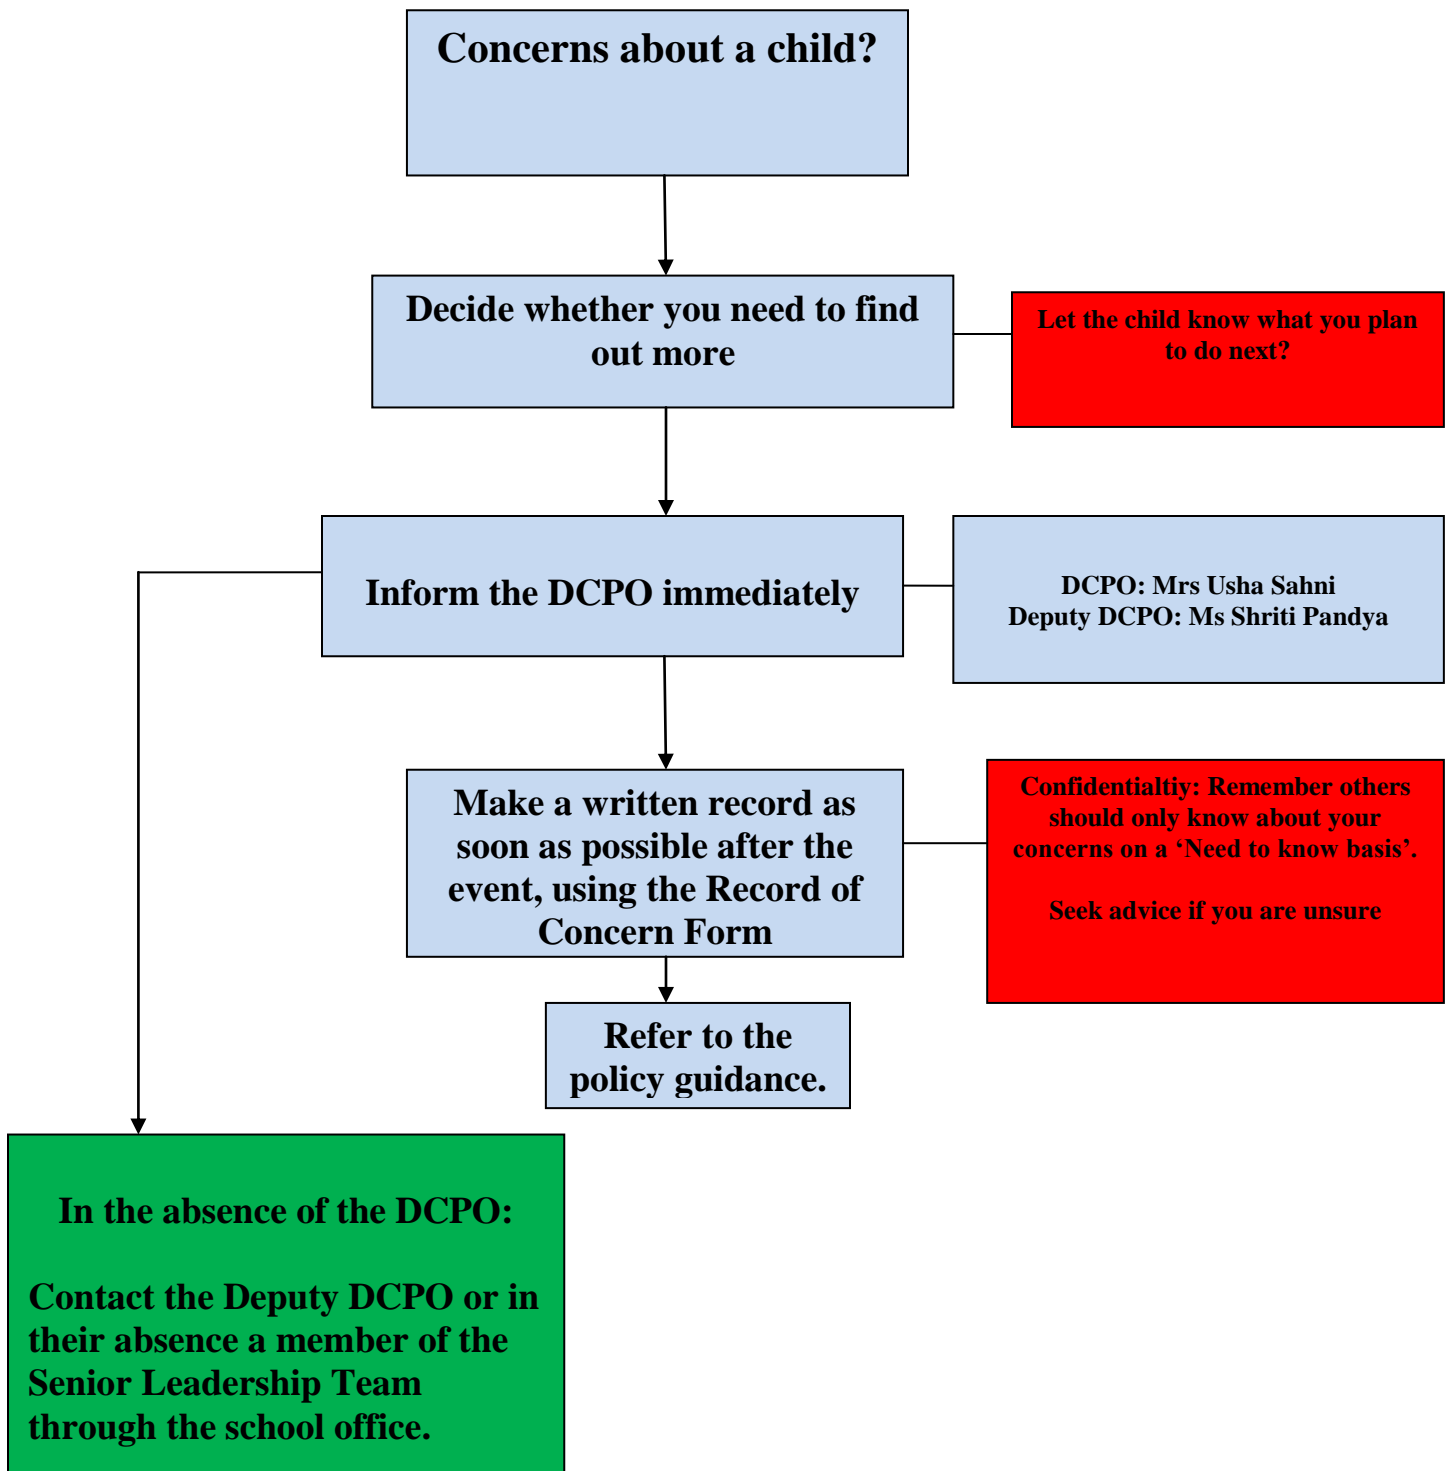 Concerns about a child?
Decide whether you need to find
out more
Let the child know what you plan
to do next?
Inform the DCPO immediately
DCPO: Mrs Usha Sahni
Deputy DCPO: Ms Shriti Pandya
Make a written record as
soon as possible after the
event, using the Record of
Concern Form
Confidentialtiy: Remember others
should only know about your
concerns on a ‘Need to know basis’.
Seek advice if you are unsure
Refer to the
policy guidance.
In the absence of the DCPO:
Contact the Deputy DCPO or in
their absence a member of the
Senior Leadership Team
through the school office.